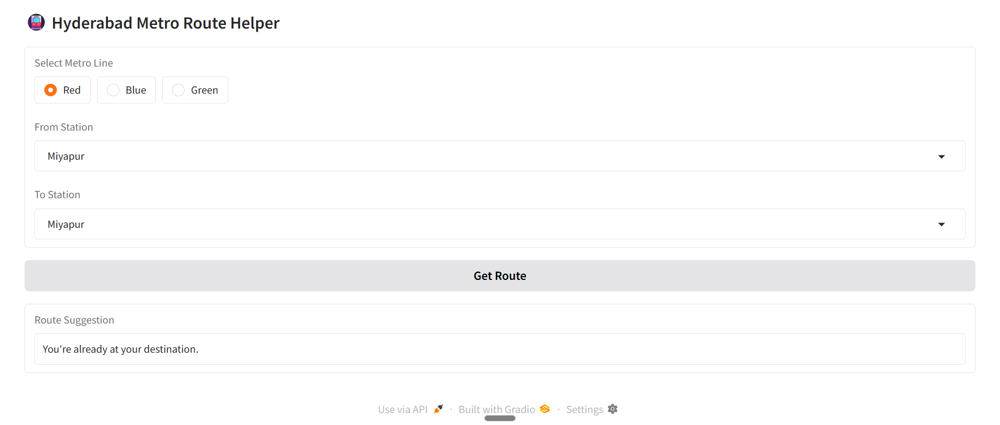 Hyderabad Metro Route Helper
Select Metro Line
Red Blue Green
From Station
Miyapur
To Station
Miyapur
Get Route
Route Suggestion
You're already at your destination.
Use via API · Built with Gradio · Settings